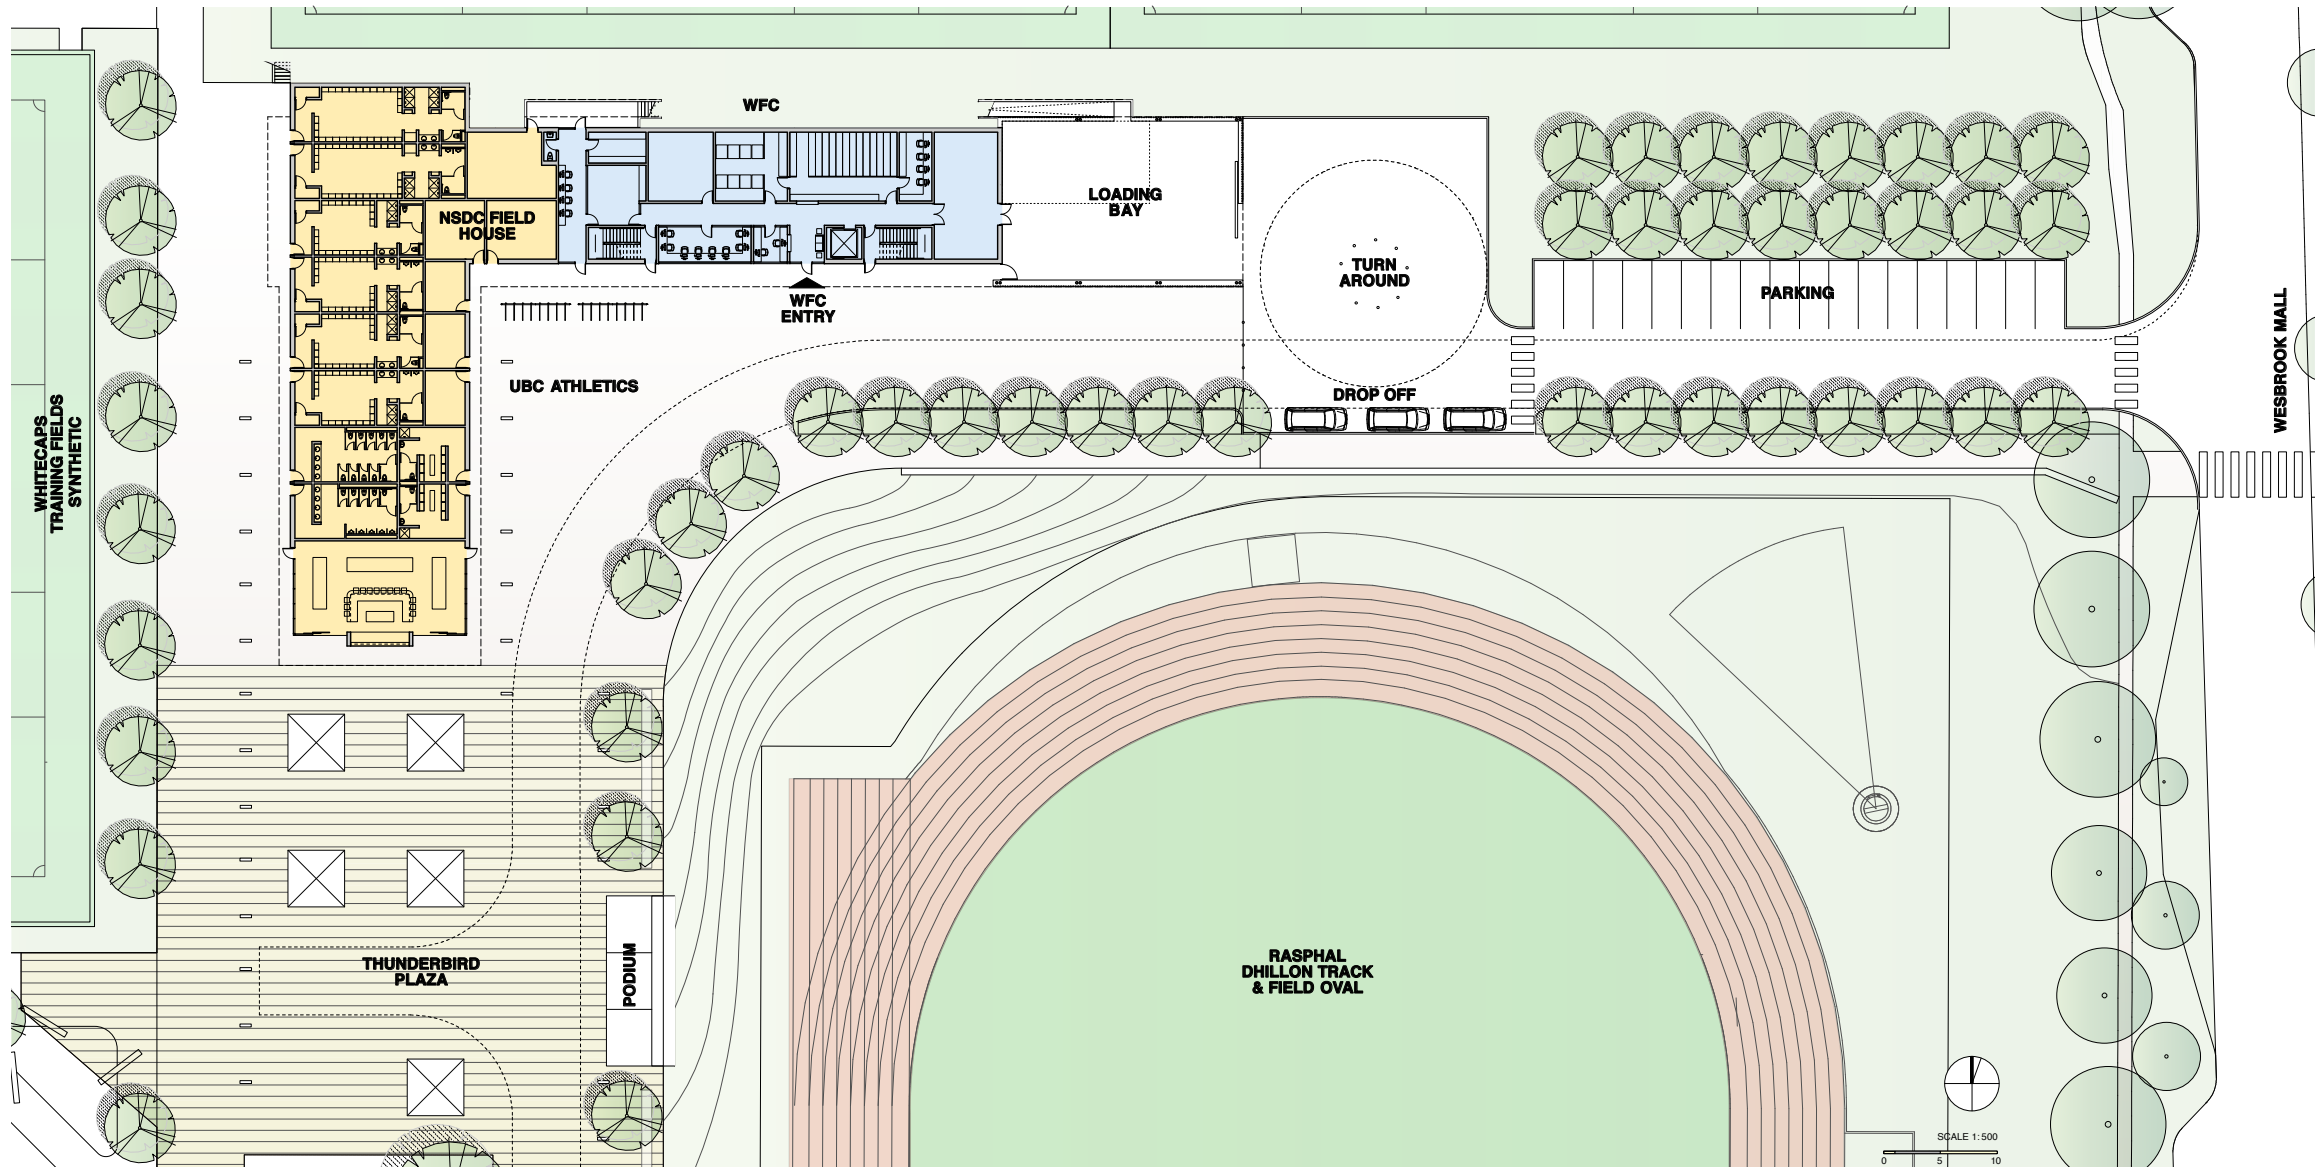 WFC
LOADING
BAY
NSDC FIELD
HOUSE
TURN
AROUND
PARKING
WFC
ENTRY
WESBROOK MALL
UBC ATHLETICS
DROP OFF
WHITECAPS
TRAINING FIELDS
SYNTHETIC
THUNDERBIRD
PLAZA
PODIUM
RASPHAL
DHILLON TRACK
& FIELD OVAL
SCALE 1:500
0 5 10